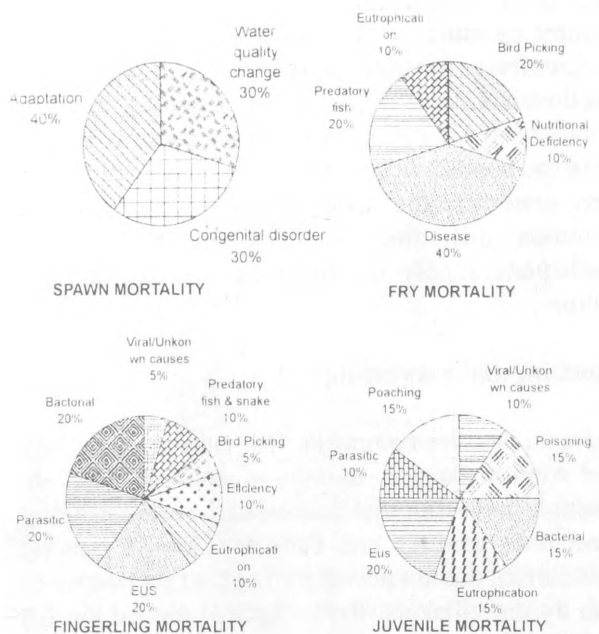 Water
quality
change
30%
Adaptation
40%
Congenital disorder
30%
SPAWN MORTALITY
Eutrophicati
on
10%
Bird Picking
20%
Predatory
fish
20%
Nutritional
Deficiency
10%
Disease
40%
FRY MORTALITY
Viral/Unkon
wn causes
5%
Predatory
fish & snake
10%
Bacterial
20%
Bird Picking
5%
Eficiency
10%
Parasitic
20%
Eutrophicati
on
10%
EUS
20%
FINGERLING MORTALITY
Viral/Unkon
wn causes
10%
Poaching
15%
Poisoning
15%
Parasitic
10%
Bacterial
15%
Eus
20%
Eutrophication
15%
JUVENILE MORTALITY